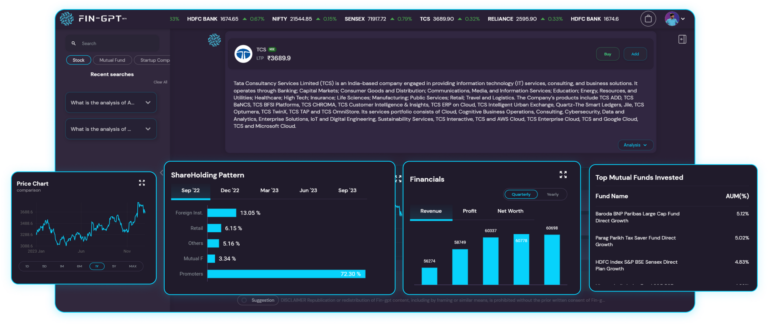 FIN-GPT
HDFC BANK 1674.65 ▲ 0.67% NIFTY 21544.85 ▲ 0.15% SENSEX 71917.72 ▲ 0.78% TCS 3689.90 ▲ 0.32% RELIANCE 2595.90 ▲ 0.33% HDFC BANK 1674.6
Search
Stock Mutual Fund Startup Comp
Recent searches
Clear All
What is the analysis of A...
What is the analysis of ...
TCS
LTP ₹3689.9
Buy Add
Tata Consultancy Services Limited (TCS) is an India-based company engaged in providing information technology (IT) services, consulting, and business solutions. It
operates through Banking; Capital Markets; Consumer Goods and Distribution; Communications, Media, and Information Services; Education; Energy, Resources, and
Utilities; Healthcare; High Tech; Insurance; Life Sciences; Manufacturing; Public Services; Retail; Travel and Logistics. The Company's products include TCS ADD, TCS
BaNCS, TCS BFSI Platforms, TCS CHROMA, TCS Customer Intelligence & Insights, TCS ERP on Cloud, TCS Intelligent Urban Exchange, Quartz-The Smart Ledgers, Jile, TCS
Optumera, TCS TwinX, TCS TAP and TCS OmniStore. Its services portfolio consists of Cloud, Cognitive Business Operations, Consulting, Cybersecurity, Data and
Analytics, Enterprise Solutions, IoT and Digital Engineering, Sustainability Services, TCS Interactive, TCS and AWS Cloud, TCS Enterprise Cloud, TCS and Google Cloud,
TCS and Microsoft Cloud.
Analysis
Price Chart
comparison
ShareHolding Pattern
Sep '22 Dec '22 Mar '23 Jun '23 Sep '23
Foreign Inst. 13.05 %
Retail 6.15 %
Others 5.16 %
Mutual F 3.34 %
Promoters 72.30 %
Financials
Quarterly Yearly
Revenue Profit Net Worth
59274
58749
60337
60698
Top Mutual Funds Invested
Fund Name AUM(%)
Baroda BNP Paribas Large Cap Fund 5.12%
Direct Growth
Parag Parikh Tax Saver Fund Direct 5.02%
Growth
HDFC Index S&P BSE Sensex Direct 4.83%
Plan Growth
Suggestion